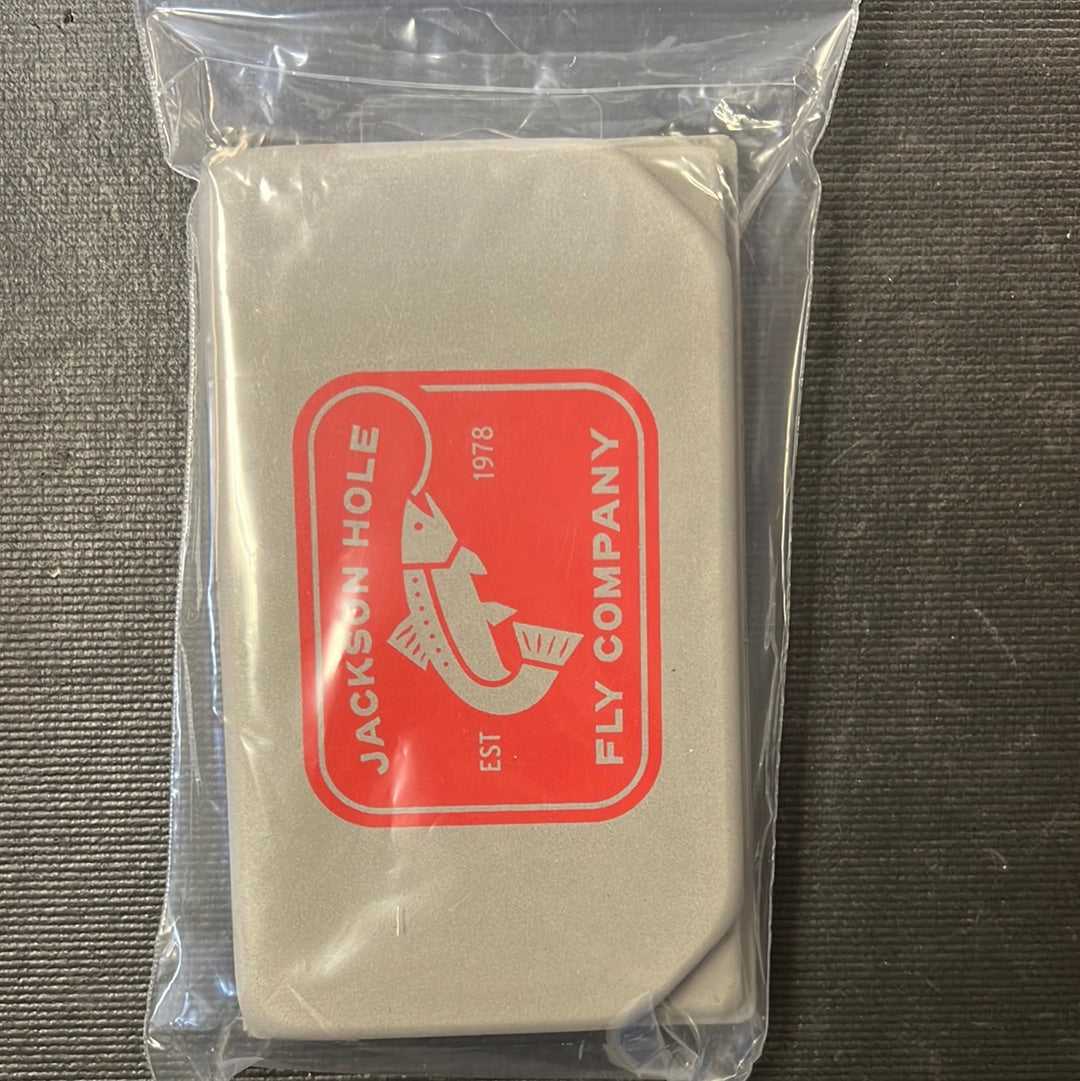 JACKSON HOLE
EST 1978
FLY COMPANY